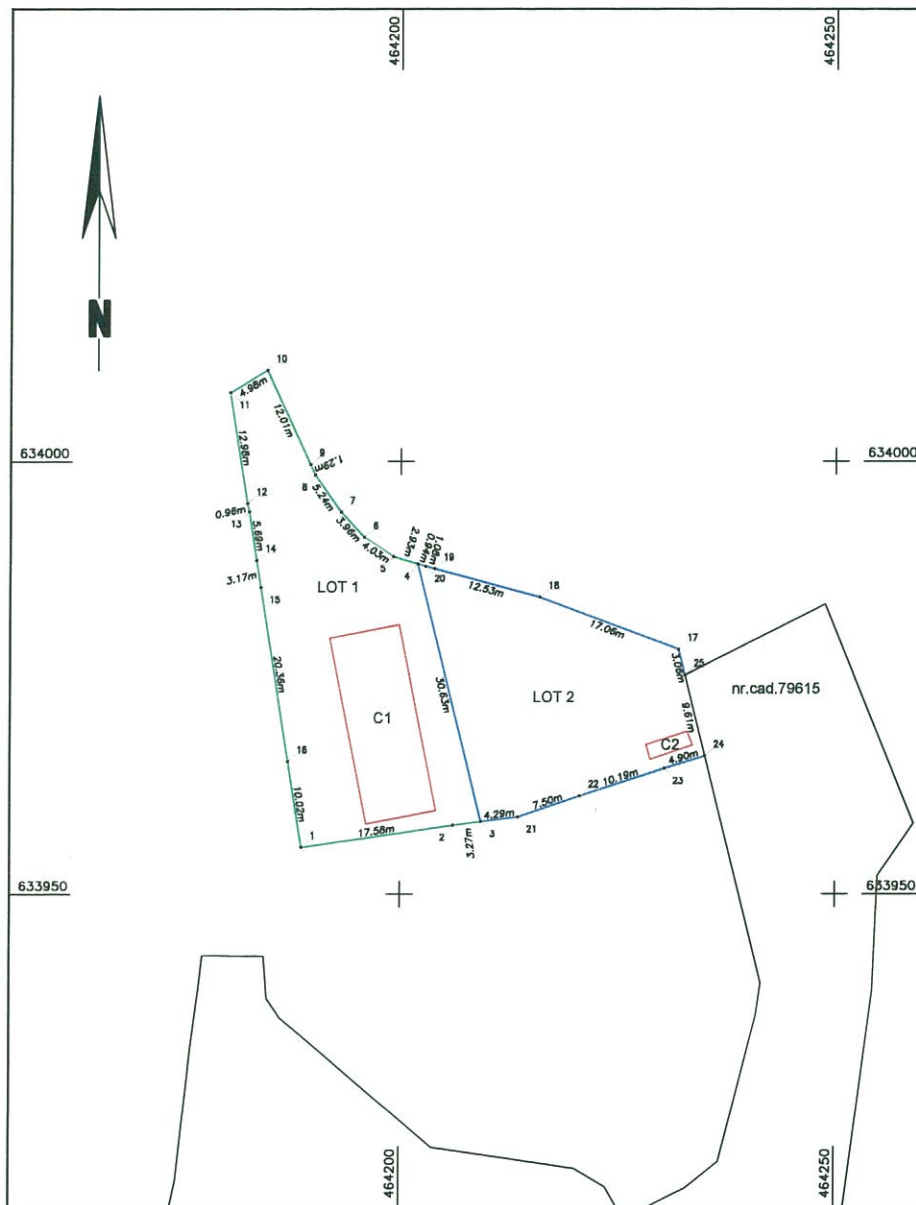 464200
464250
N
10
4.98m
11
12.01m
12.98m
9
1.29m
634000
634000
8
5.24m
7
12
0.96m
13
3.96m
6
5.69m
4.03m
2.93m
0.94m
1.06m
19
14
5
4
20
3.17m
15
LOT 1
12.53m
18
17.06m
17
3.06m
25
20.36m
30.63m
LOT 2
nr.cad.79615
C1
9.61m
C2
24
16
4.90m
10.19m
22
23
7.50m
10.02m
4.29m
21
1
17.58m
2
3.27m
3
633950
633950
464200
464250